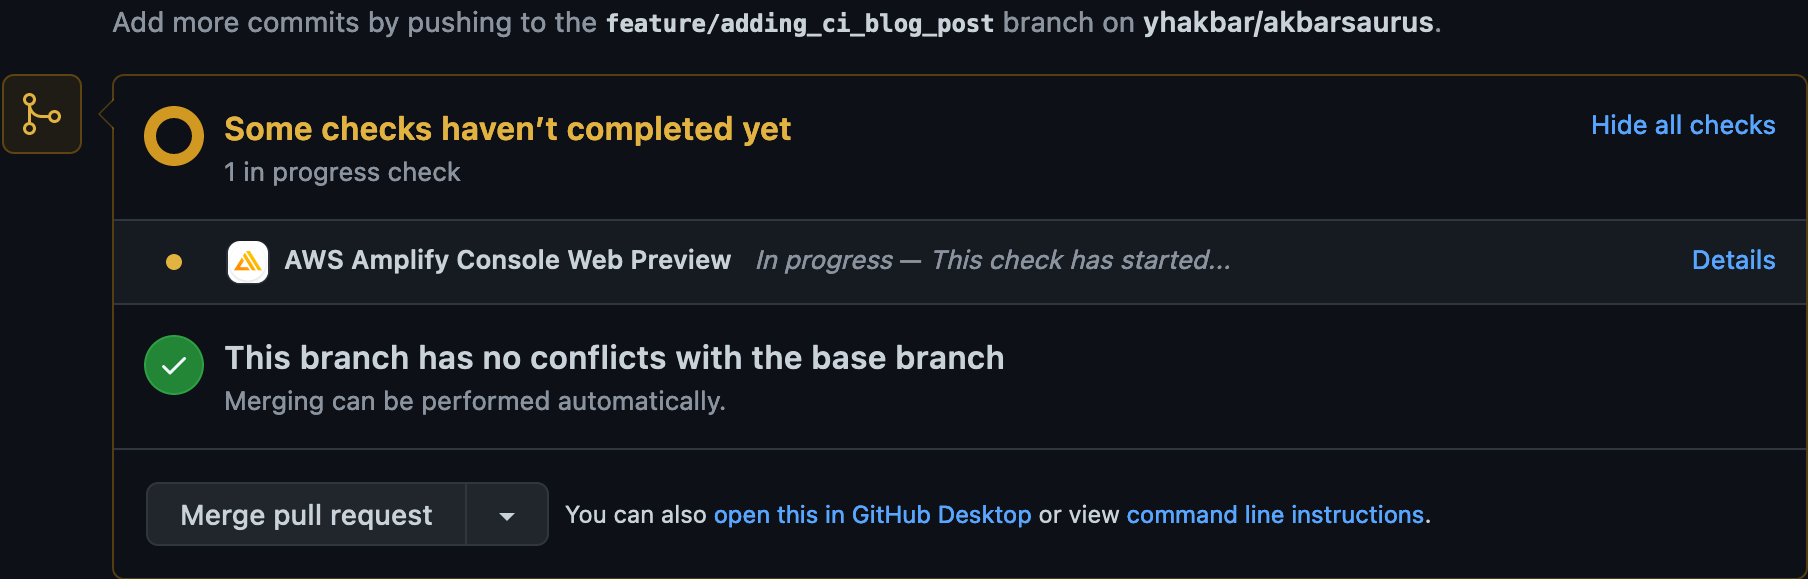 Add more commits by pushing to the feature/adding_ci_blog_post branch on yhakbar/akbarsaurus.
Some checks haven’t completed yet
Hide all checks
1 in progress check
AWS Amplify Console Web Preview In progress — This check has started...
Details
This branch has no conflicts with the base branch
Merging can be performed automatically.
Merge pull request
You can also open this in GitHub Desktop or view command line instructions.